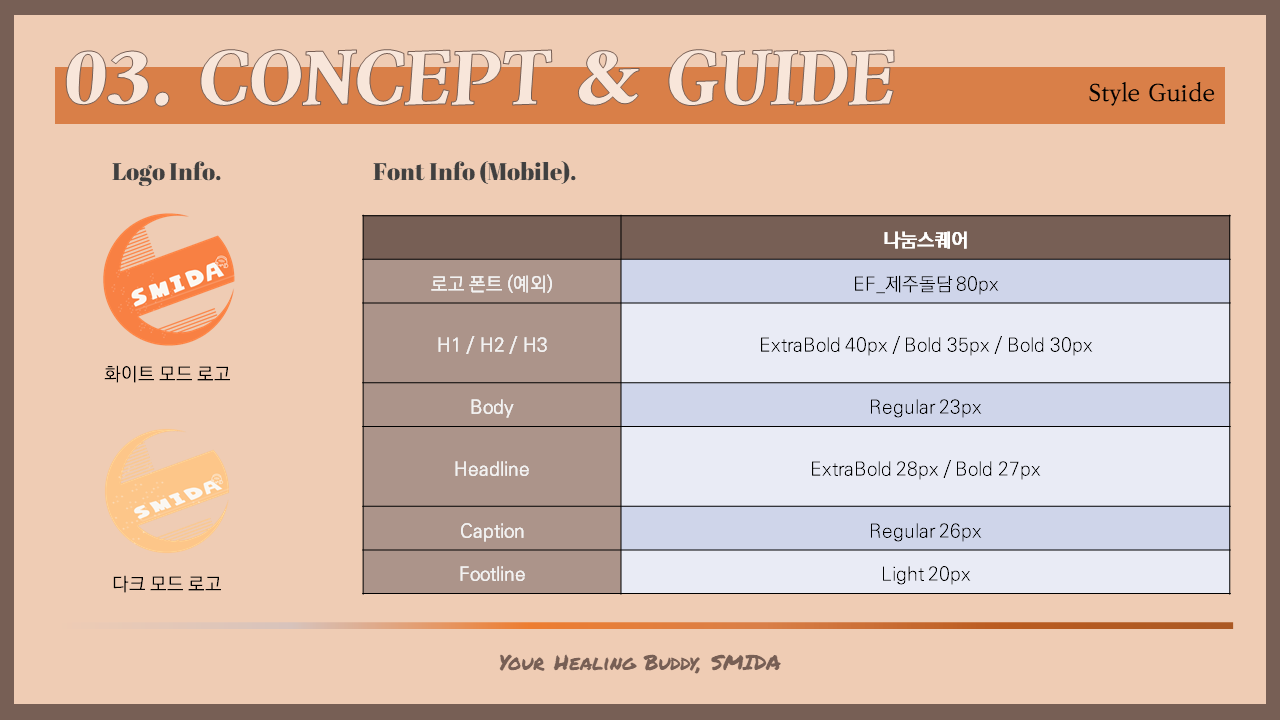 03. CONCEPT & GUIDE
Style Guide
Logo Info.
Font Info (Mobile).
SMIDA
화이트 모드 로고
SMIDA
다크 모드 로고
나눔스퀘어
로고 폰트 (예외) EF_제주돌담 80px
H1 / H2 / H3 ExtraBold 40px / Bold 35px / Bold 30px
Body Regular 23px
Headline ExtraBold 28px / Bold 27px
Caption Regular 26px
Footline Light 20px
Your Healing Buddy, SMIDA